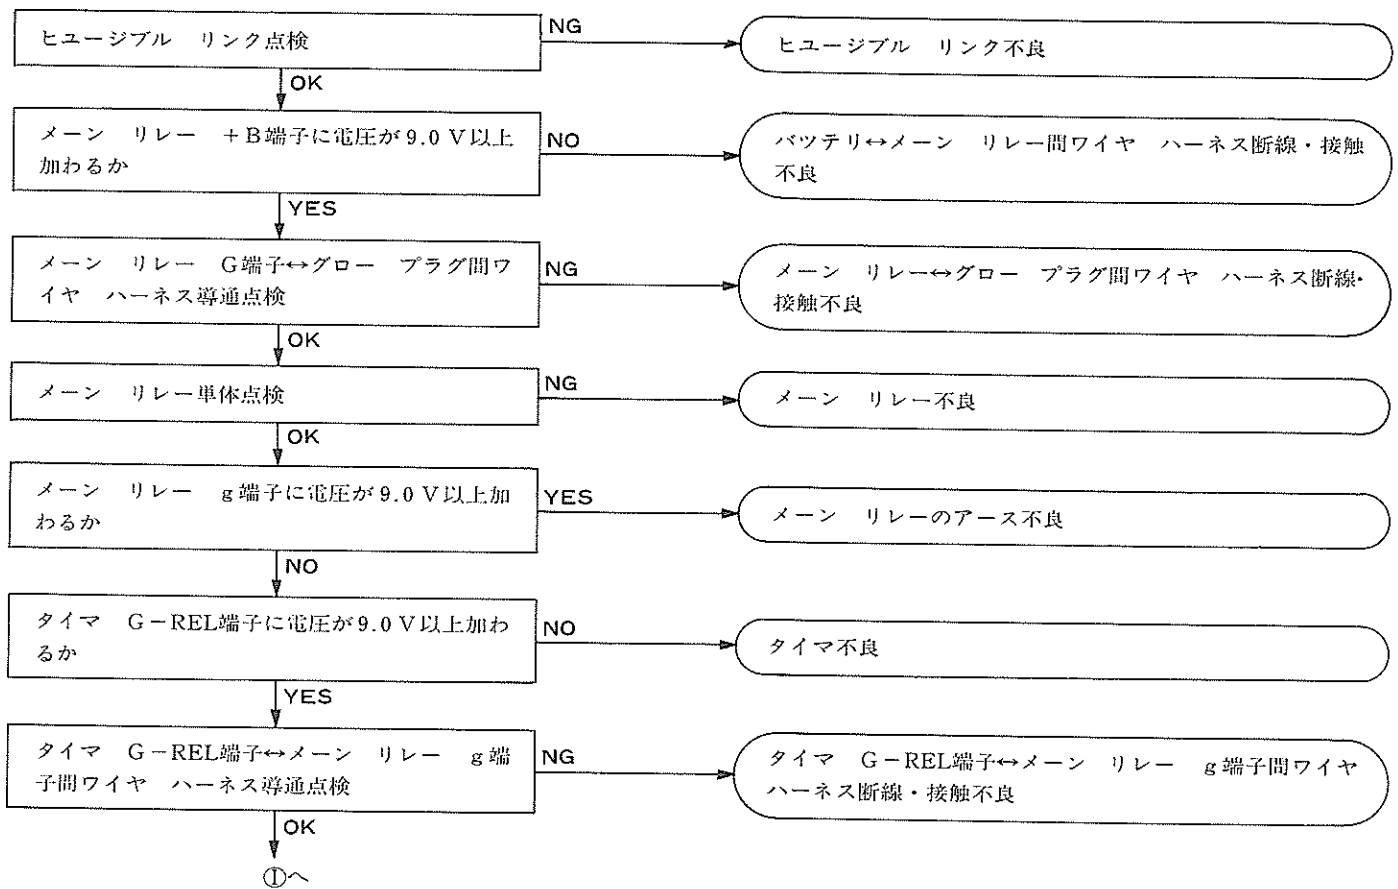 ヒユージブル　リンク点検
NG
ヒユージブル　リンク不良
OK
メーン　リレー　+B端子に電圧が9.0 V以上
加わるか
NO
バツテリ↔メーン　リレー間ワイヤ　ハーネス断線・接触
不良
YES
メーン　リレー　G端子↔グロー　プラグ間ワ
イヤ　ハーネス導通点検
NG
メーン　リレー↔グロー　プラグ間ワイヤ　ハーネス断線・
接触不良
OK
メーン　リレー単体点検
NG
メーン　リレー不良
OK
メーン　リレー　g端子に電圧が9.0 V以上加
わるか
YES
メーン　リレーのアース不良
NO
タイマ　G-REL端子に電圧が9.0 V以上加わ
るか
NO
タイマ不良
YES
タイマ　G-REL端子↔メーン　リレー　g端
子間ワイヤ　ハーネス導通点検
NG
タイマ　G-REL端子↔メーン　リレー　g端子間ワイヤ
ハーネス断線・接触不良
OK
Ⓘへ